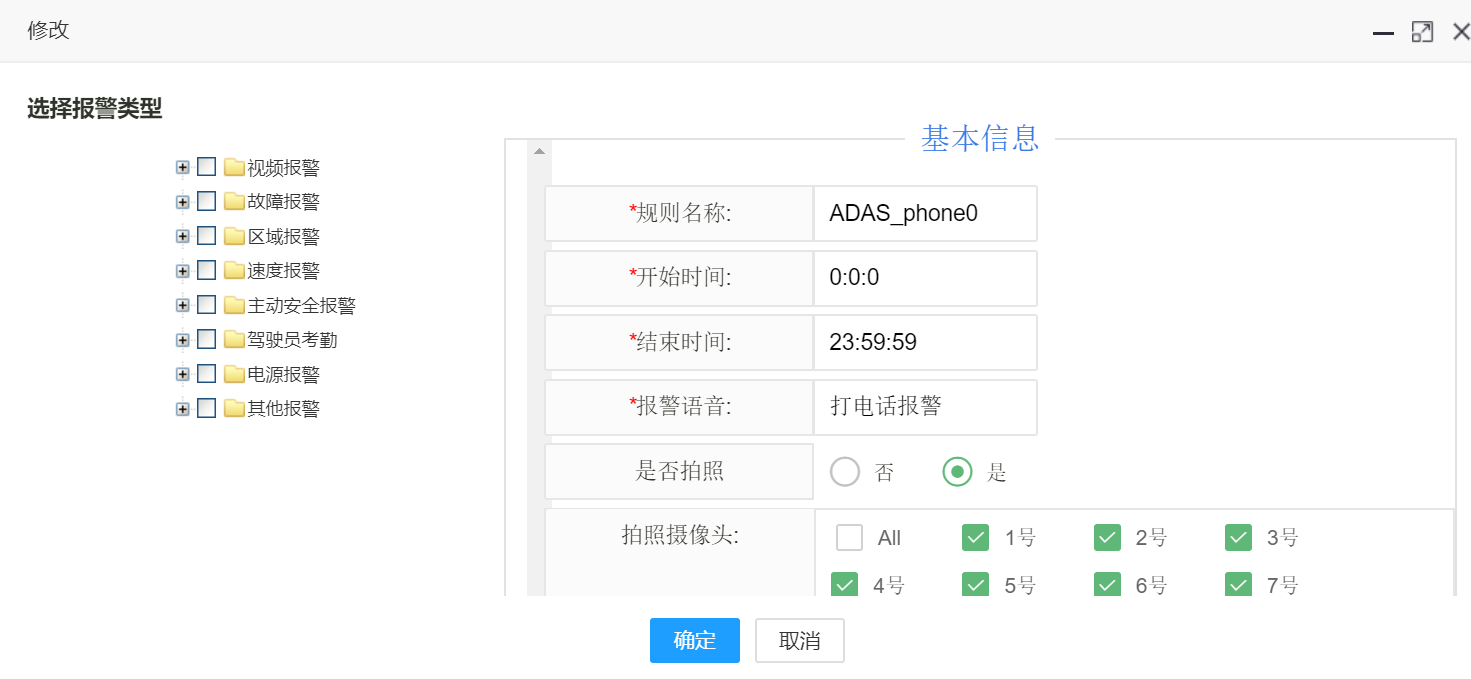 修改
选择报警类型
视频报警
故障报警
区域报警
速度报警
主动安全报警
驾驶员考勤
电源报警
其他报警
基本信息
*规则名称: ADAS_phone0
*开始时间: 0:0:0
*结束时间: 23:59:59
*报警语音: 打电话报警
是否拍照 否 是
拍照摄像头: All 1号 2号 3号
4号 5号 6号 7号
确定 取消